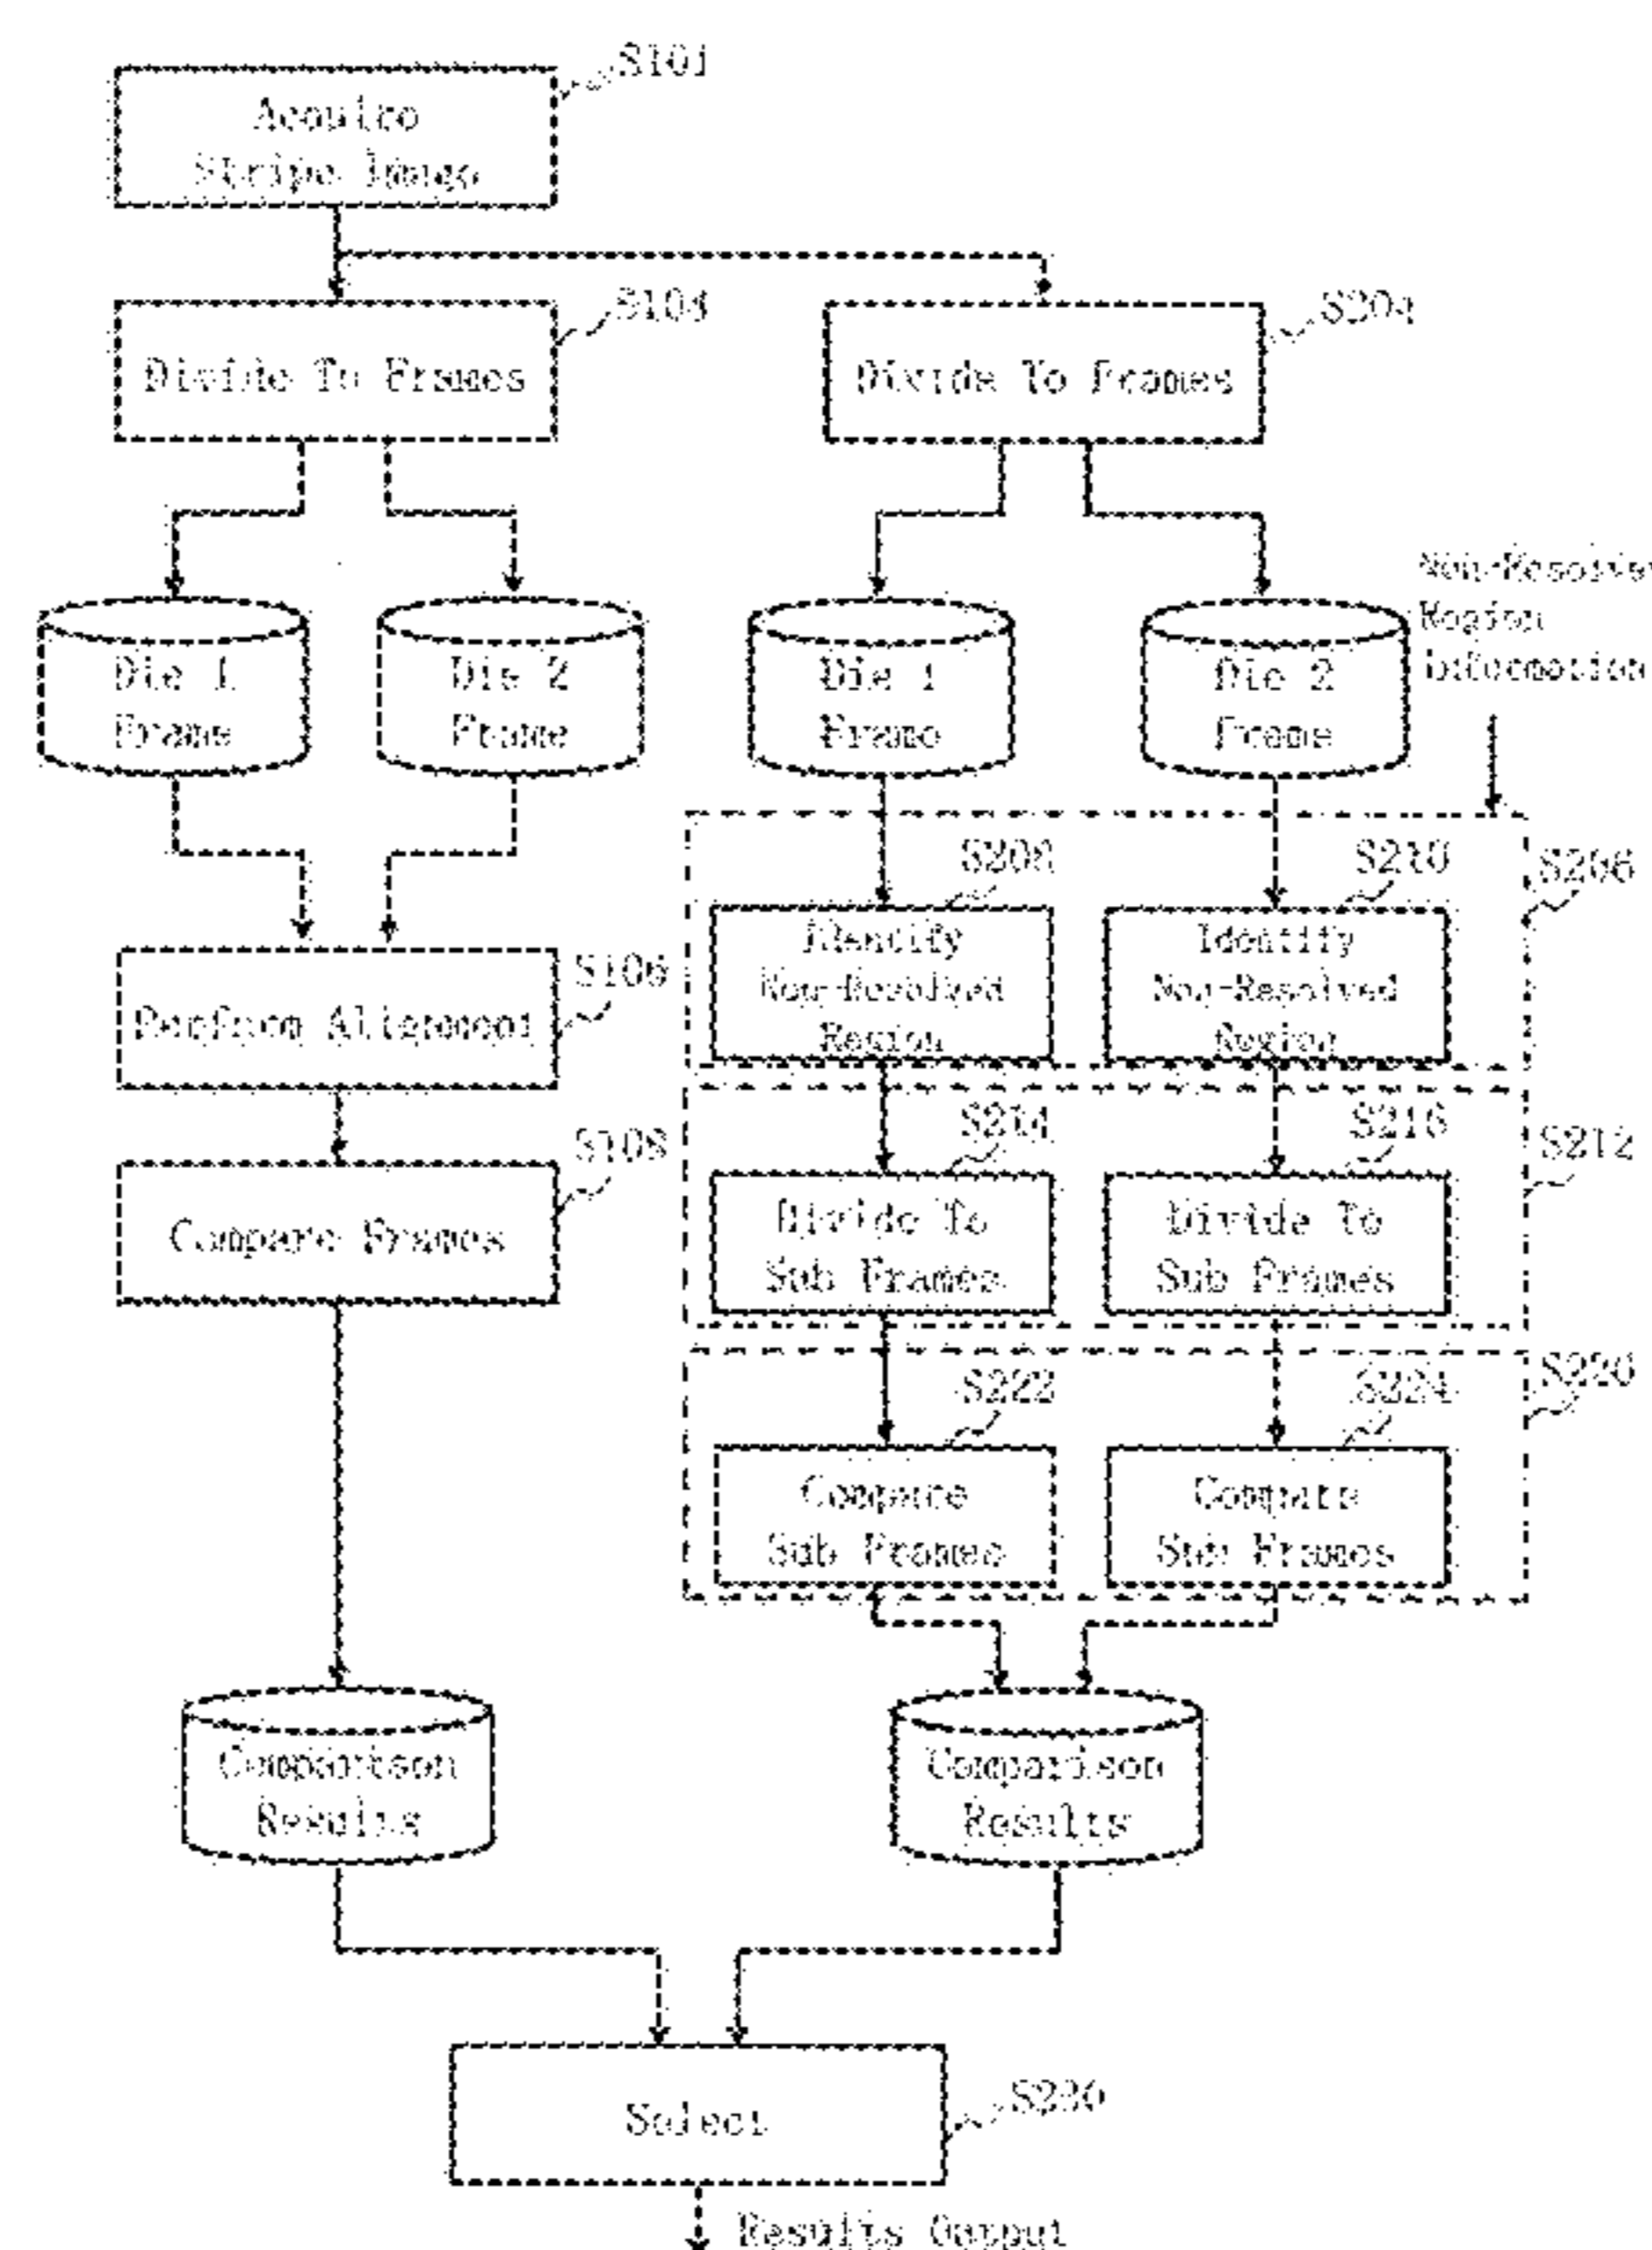 S101
Acquire
Stripe Image
S104
Divide To Frames
S204
Divide To Frames
Non-Resolve
Region
Information
Die 1
Frame
Die 2
Frame
Die 1
Frame
Die 2
Frame
S206
S208
Identify
Non-Resolved
Region
S210
Identify
Non-Resolved
Region
S106
Perfrom Alignment
S212
S214
Divide To
Sub Frames
S216
Divide To
Sub Frames
S108
Compare Frames
S220
S222
Compare
Sub Frames
S224
Compare
Sub Frames
Comparison
Results
Comparison
Results
S230
Select
Results Output